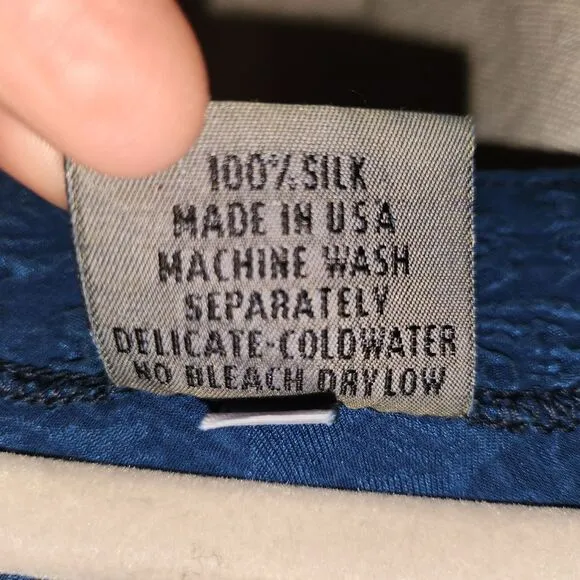 100% SILK
MADE IN USA
MACHINE WASH
SEPARATELY
DELICATE-COLDWATER
NO BLEACH DRY LOW